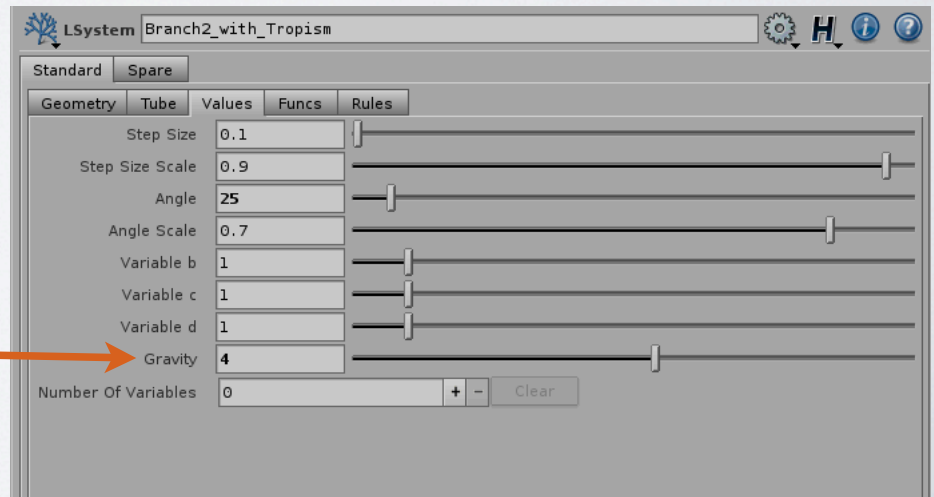 LSystem Branch2_with_Tropism H i ?
Standard Spare
Geometry Tube Values Funcs Rules
Step Size 0.1
Step Size Scale 0.9
Angle 25
Angle Scale 0.7
Variable b 1
Variable c 1
Variable d 1
Gravity 4
Number Of Variables 0 + - Clear